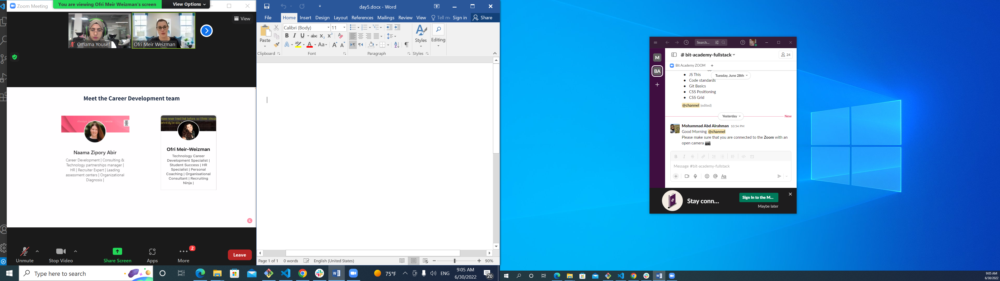 Zoom Meeting
You are viewing Ofri Meir Weizman's screen
View Options
View
Omama Yousef
Ofri Meir Weizman
Meet the Career Development team
Always
create
Naama Zipory Abir
Career Development | Consulting &
Technology partnerships manager |
HR | Recruiter Expert | Leading
assessment centers | Organizational
Diagnosis |
have never tried that before, so I think I should
definitely be able
Ofri Meir-Weizman
Technology Career
Development Specialist |
Student Success | HR
Specialist | Personal
Coaching | Organisational
Consultant | Recruiting
Ninja |
Unmute
Stop Video
Share Screen
Apps
2
More
Leave
day5.docx - Word
File
Home
Insert
Design
Layout
References
Mailings
Review
View
Tell me
Sign in
Share
Paste
Calibri (Body)
11
B I U abc X2 X2
A Aa A A
Styles
Editing
Clipboard
Font
Paragraph
Styles
Page 1 of 1
0 words
English (United States)
90%
Type here to search
75°F
ENG
9:05 AM
6/30/2022
20
Search...
M
BA
# bit-academy-fullstack
24
Bit Academy ZOOM
Tuesday, June 28th
JS This
Code standards
Git Basics
CSS Positioning
CSS Grid
@channel (edited)
Yesterday
New
Mohammad Abd Alrahman 10:54 PM
Good Morning @channel
Please make sure that you are connected to the Zoom with an
open camera
B I S
Message #bit-academy-fullstack
Aa
Stay conn...
Sign In to the M...
Maybe later
9:05 AM
6/30/2022